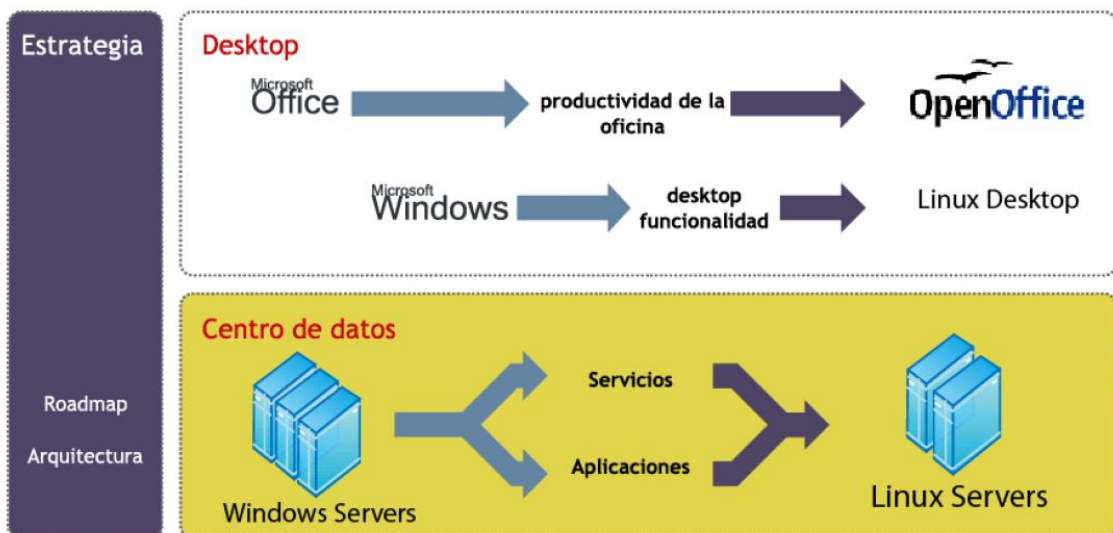 Estrategia
Roadmap
Arquitectura
Desktop
Microsoft
Office
productividad de la
oficina
OpenOffice
Microsoft
Windows
desktop
funcionalidad
Linux Desktop
Centro de datos
Windows Servers
Servicios
Aplicaciones
Linux Servers